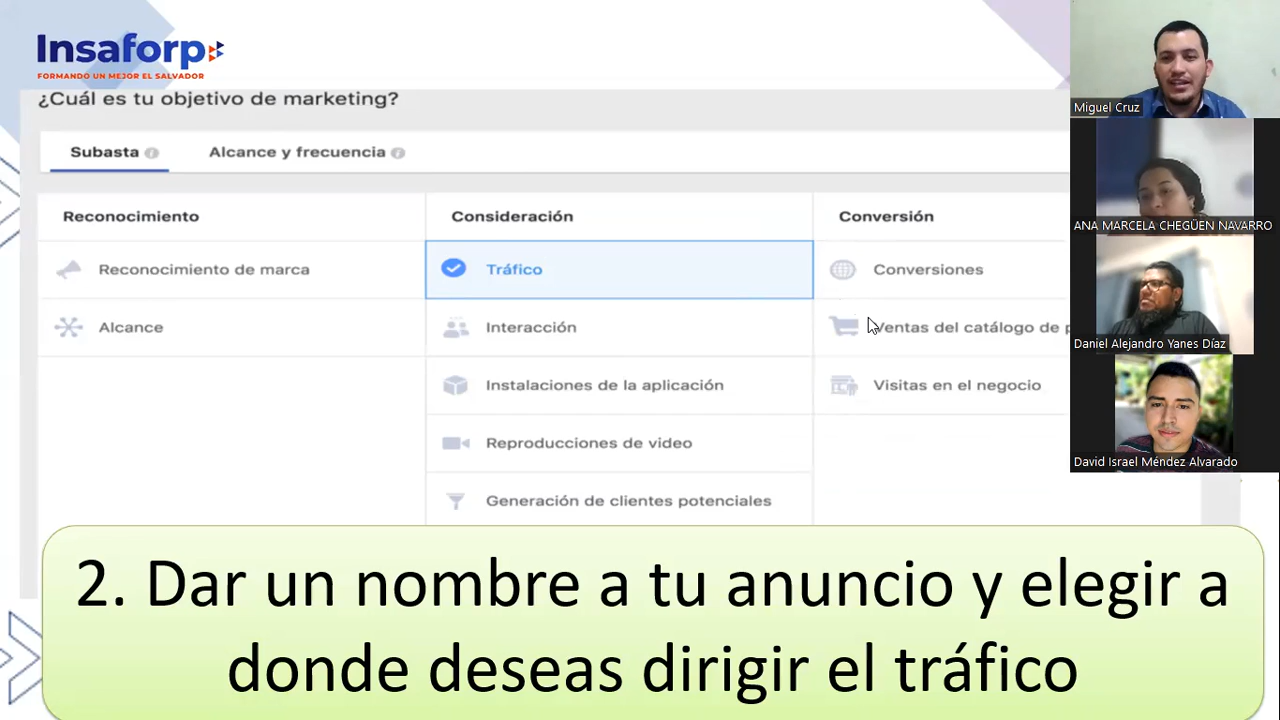 Insaforp
FORMANDO UN MEJOR EL SALVADOR
¿Cuál es tu objetivo de marketing?
Subasta
Alcance y frecuencia
Reconocimiento
Consideración
Conversión
Reconocimiento de marca
Tráfico
Conversiones
Alcance
Interacción
Ventas del catálogo de
Instalaciones de la aplicación
Visitas en el negocio
Reproducciones de video
Generación de clientes potenciales
2. Dar un nombre a tu anuncio y elegir a
donde deseas dirigir el tráfico
Miguel Cruz
ANA MARCELA CHEGÜEN NAVARRO
Daniel Alejandro Yanes Díaz
David Israel Méndez Alvarado